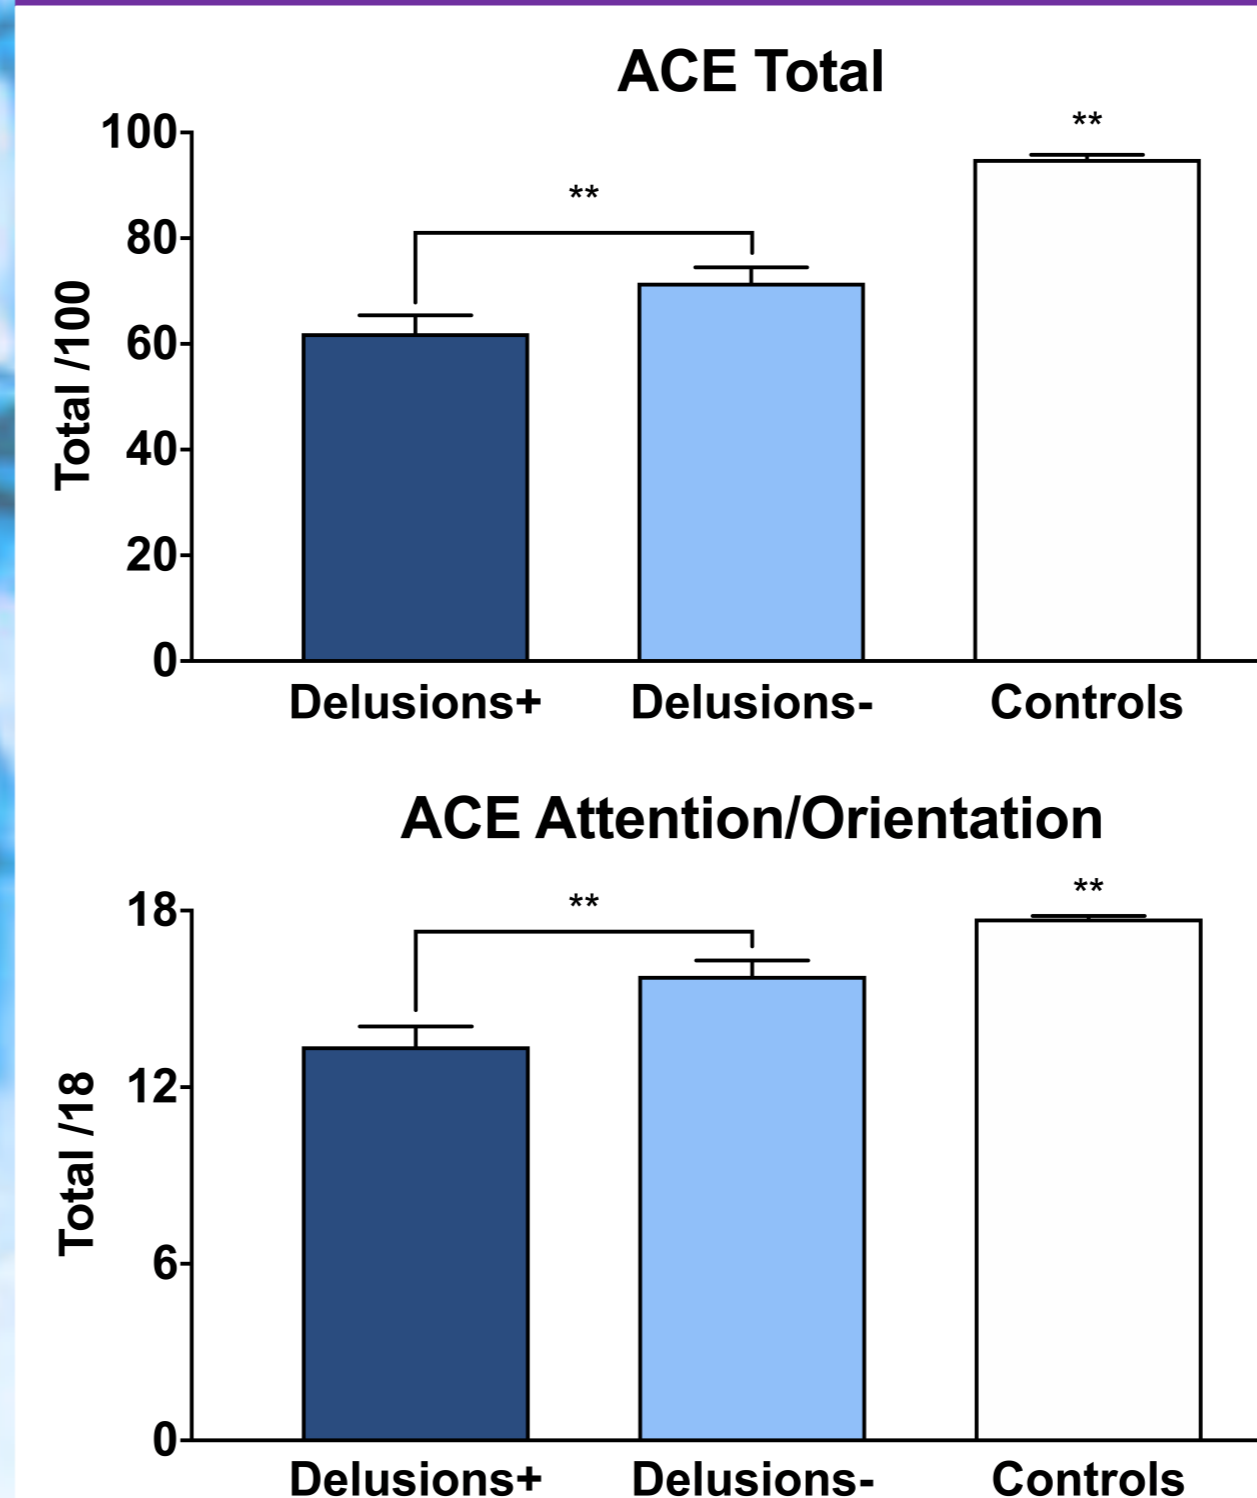 ACE Total
**
**
100
80
60
40
20
0
Total /100
Delusions+ Delusions- Controls
ACE Attention/Orientation
**
**
18
12
6
0
Total /18
Delusions+ Delusions- Controls